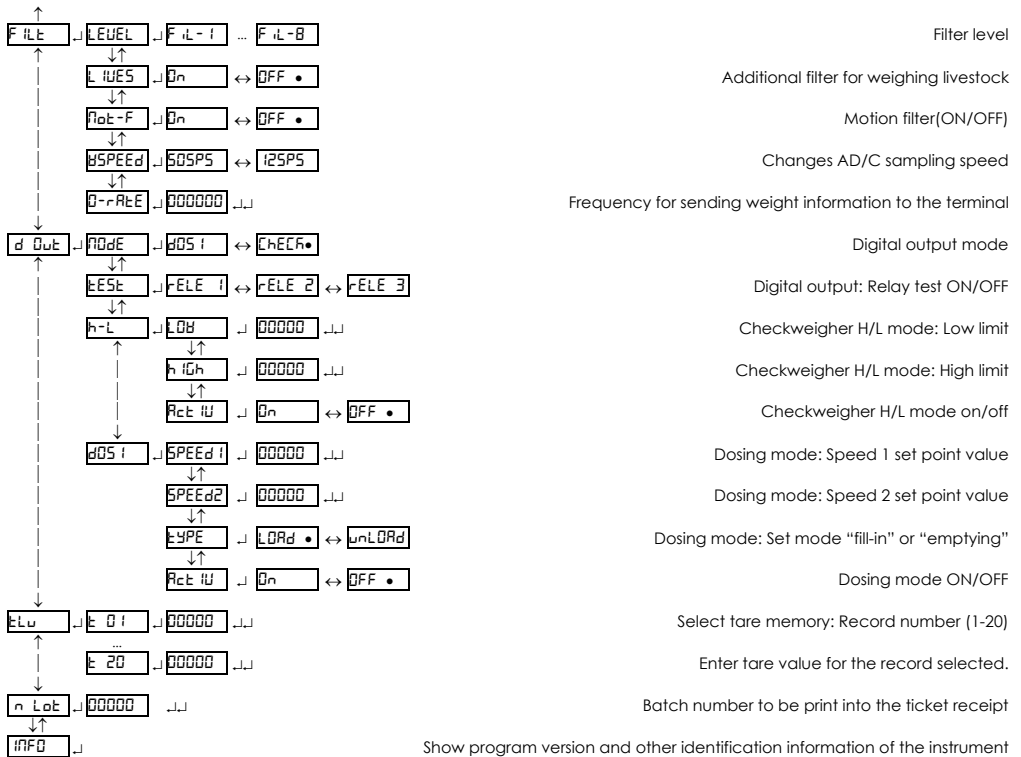 ↑
FiLt ↵ LEVEL ↵ FiL-1 ... FiL-8 Filter level
↑ ↓↑
LIVES ↵ On ↔ OFF • Additional filter for weighing livestock
↓↑
Mot-F ↵ On ↔ OFF • Motion filter(ON/OFF)
↓↑
WSPEEd ↵ 50SPS ↔ 125SPS Changes AD/C sampling speed
↓↑
O-rAtE ↵ 000000 ↵↵ Frequency for sending weight information to the terminal
↓
d Out ↵ MOdE ↵ dOS1 ↔ ChECK• Digital output mode
↑ ↓↑
tESt ↵ rELE 1 ↔ rELE 2 ↔ rELE 3 Digital output: Relay test ON/OFF
↓↑
h-L ↵ LOW ↵ 00000 ↵↵ Checkweigher H/L mode: Low limit
↑ ↓↑
hIGh ↵ 00000 ↵↵ Checkweigher H/L mode: High limit
↓↑
ActIV ↵ On ↔ OFF • Checkweigher H/L mode on/off
↓
dOS1 ↵ SPEEd1 ↵ 00000 ↵↵ Dosing mode: Speed 1 set point value
↓↑
SPEEd2 ↵ 00000 ↵↵ Dosing mode: Speed 2 set point value
↓↑
tYPE ↵ LOAd • ↔ unLOAd Dosing mode: Set mode “fill-in” or “emptying”
↓↑
ActIV ↵ On ↔ OFF • Dosing mode ON/OFF
↓
tLu ↵ t 01 ↵ 00000 ↵↵ Select tare memory: Record number (1-20)
↑ ...
t 20 ↵ 00000 ↵↵ Enter tare value for the record selected.
↓
n Lot ↵ 00000 ↵↵ Batch number to be print into the ticket receipt
↓↑
INFO ↵ Show program version and other identification information of the instrument